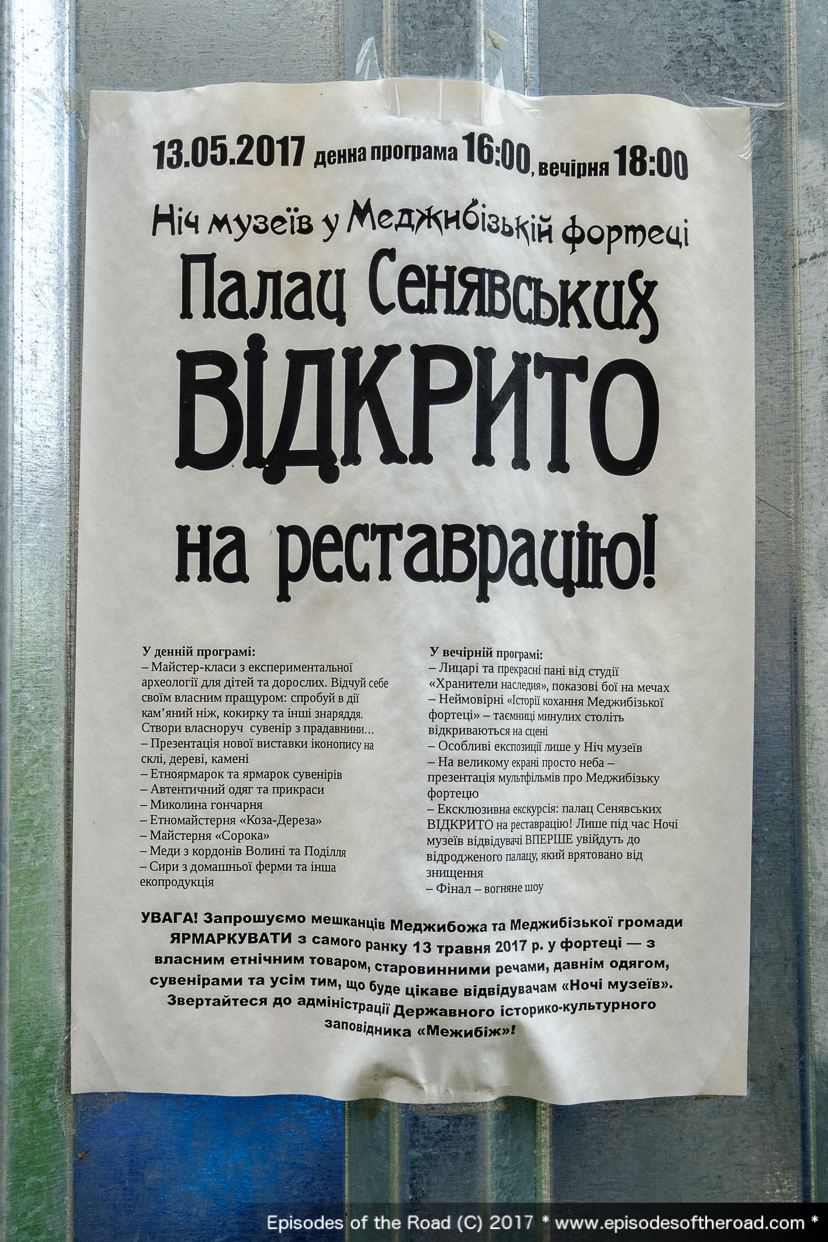 13.05.2017 денна програма 16:00, вечірня 18:00
Ніч музеїв у Меджибізькій фортеці
Палац Сенявських
ВІДКРИТО
на реставрацію!
У денній програмі:
– Майстер-класи з експериментальної
археології для дітей та дорослих. Відчуй себе
своїм власним пращуром: спробуй в дії
кам’яний ніж, кокирку та інші знаряддя.
Створи власноруч сувенір з прадавнини…
– Презентація нової виставки іконопису на
склі, дереві, камені
– Етноярмарок та ярмарок сувенірів
– Автентичний одяг та прикраси
– Миколина гончарня
– Етномайстерня «Коза-Дереза»
– Майстерня «Сорока»
– Меди з кордонів Волині та Поділля
– Сири з домашньої ферми та інша
екопродукція
У вечірній програмі:
– Лицарі та прекрасні пані від студії
«Хранители наследия», показові бої на мечах
– Неймовірні «Історії кохання Меджибізької
фортеці» – таємниці минулих століть
відкриваються на сцені
– Особливі експозиції лише у Ніч музеїв
– На великому екрані просто неба –
презентація мультфільмів про Меджибізьку
фортецю
– Ексклюзивна екскурсія: палац Сенявських
ВІДКРИТО на реставрацію! Лише під час Ночі
музеїв відвідувачі ВПЕРШЕ увійдуть до
відродженого палацу, який врятовано від
знищення
– Фінал – вогняне шоу
УВАГА! Запрошуємо мешканців Меджибожа та Меджибізької громади
ЯРМАРКУВАТИ з самого ранку 13 травня 2017 р. у фортеці — з
власним етнічним товаром, старовинними речами, давнім одягом,
сувенірами та усім тим, що буде цікаве відвідувачам «Ночі музеїв».
Звертайтеся до адміністрації Державного історико-культурного
заповідника «Межибіж»!
Episodes of the Road (C) 2017 * www.episodesoftheroad.com *